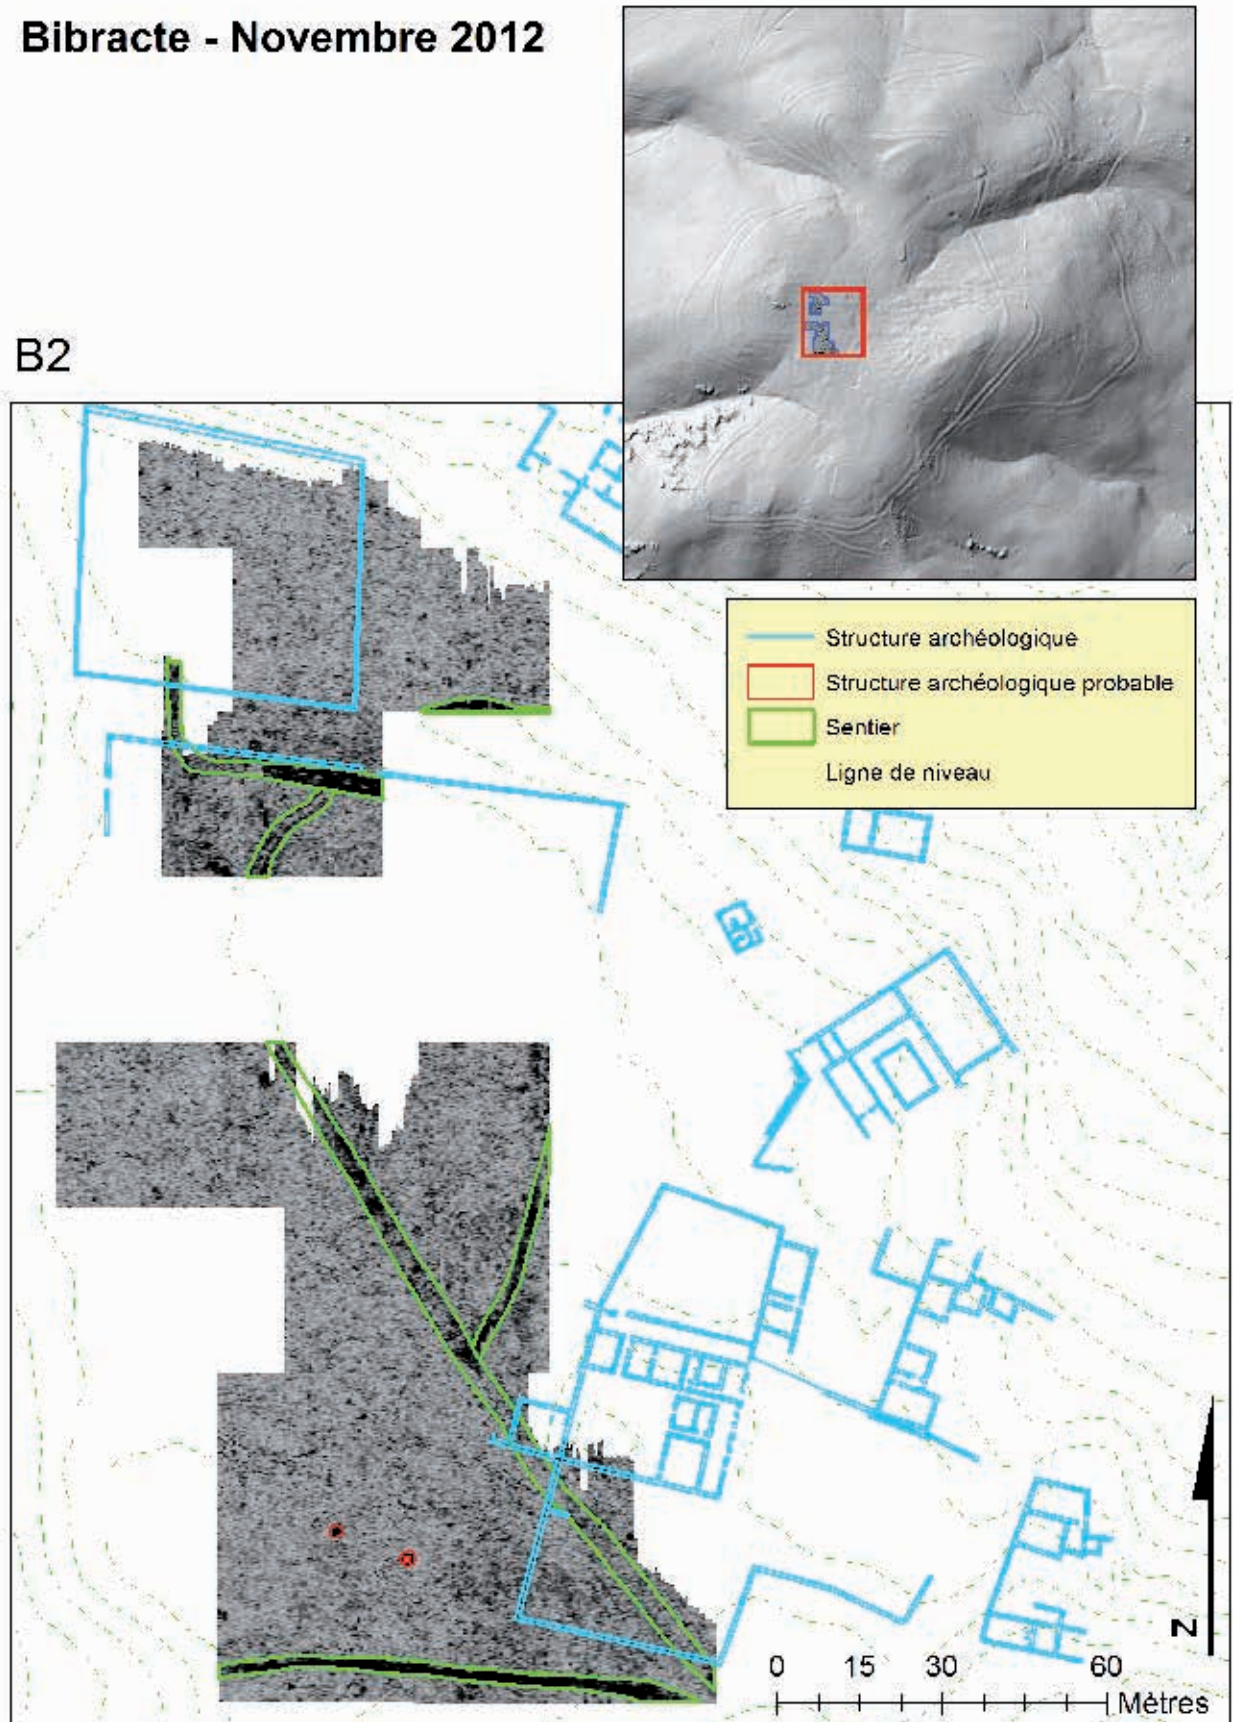 Bibracte - Novembre 2012
B2
Structure archéologique
Structure archéologique probable
Sentier
Ligne de niveau
N
0 15 30 60
Mètres